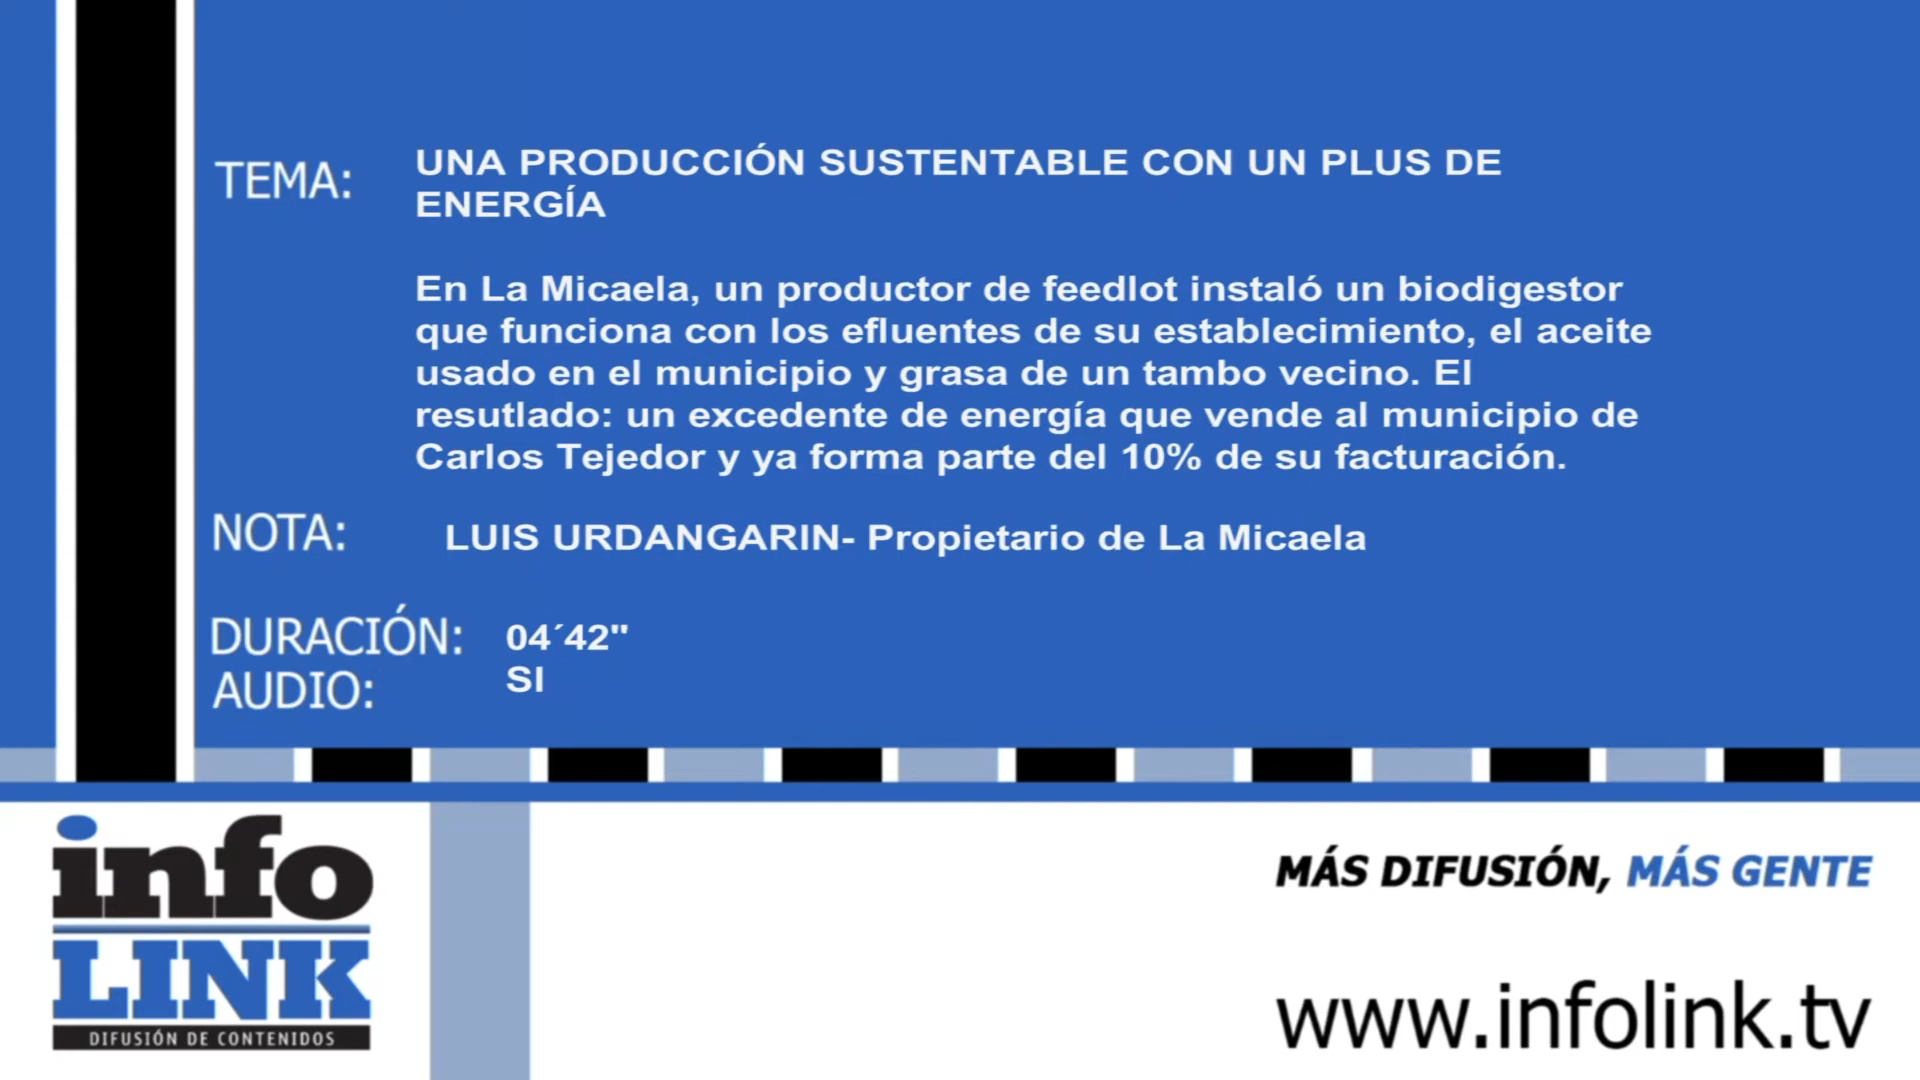 TEMA: UNA PRODUCCIÓN SUSTENTABLE CON UN PLUS DE
ENERGÍA
En La Micaela, un productor de feedlot instaló un biodigestor
que funciona con los efluentes de su establecimiento, el aceite
usado en el municipio y grasa de un tambo vecino. El
resutlado: un excedente de energía que vende al municipio de
Carlos Tejedor y ya forma parte del 10% de su facturación.
NOTA: LUIS URDANGARIN- Propietario de La Micaela
DURACIÓN: 04´42"
AUDIO: SI
info
LINK
DIFUSIÓN DE CONTENIDOS
MÁS DIFUSIÓN, MÁS GENTE
www.infolink.tv